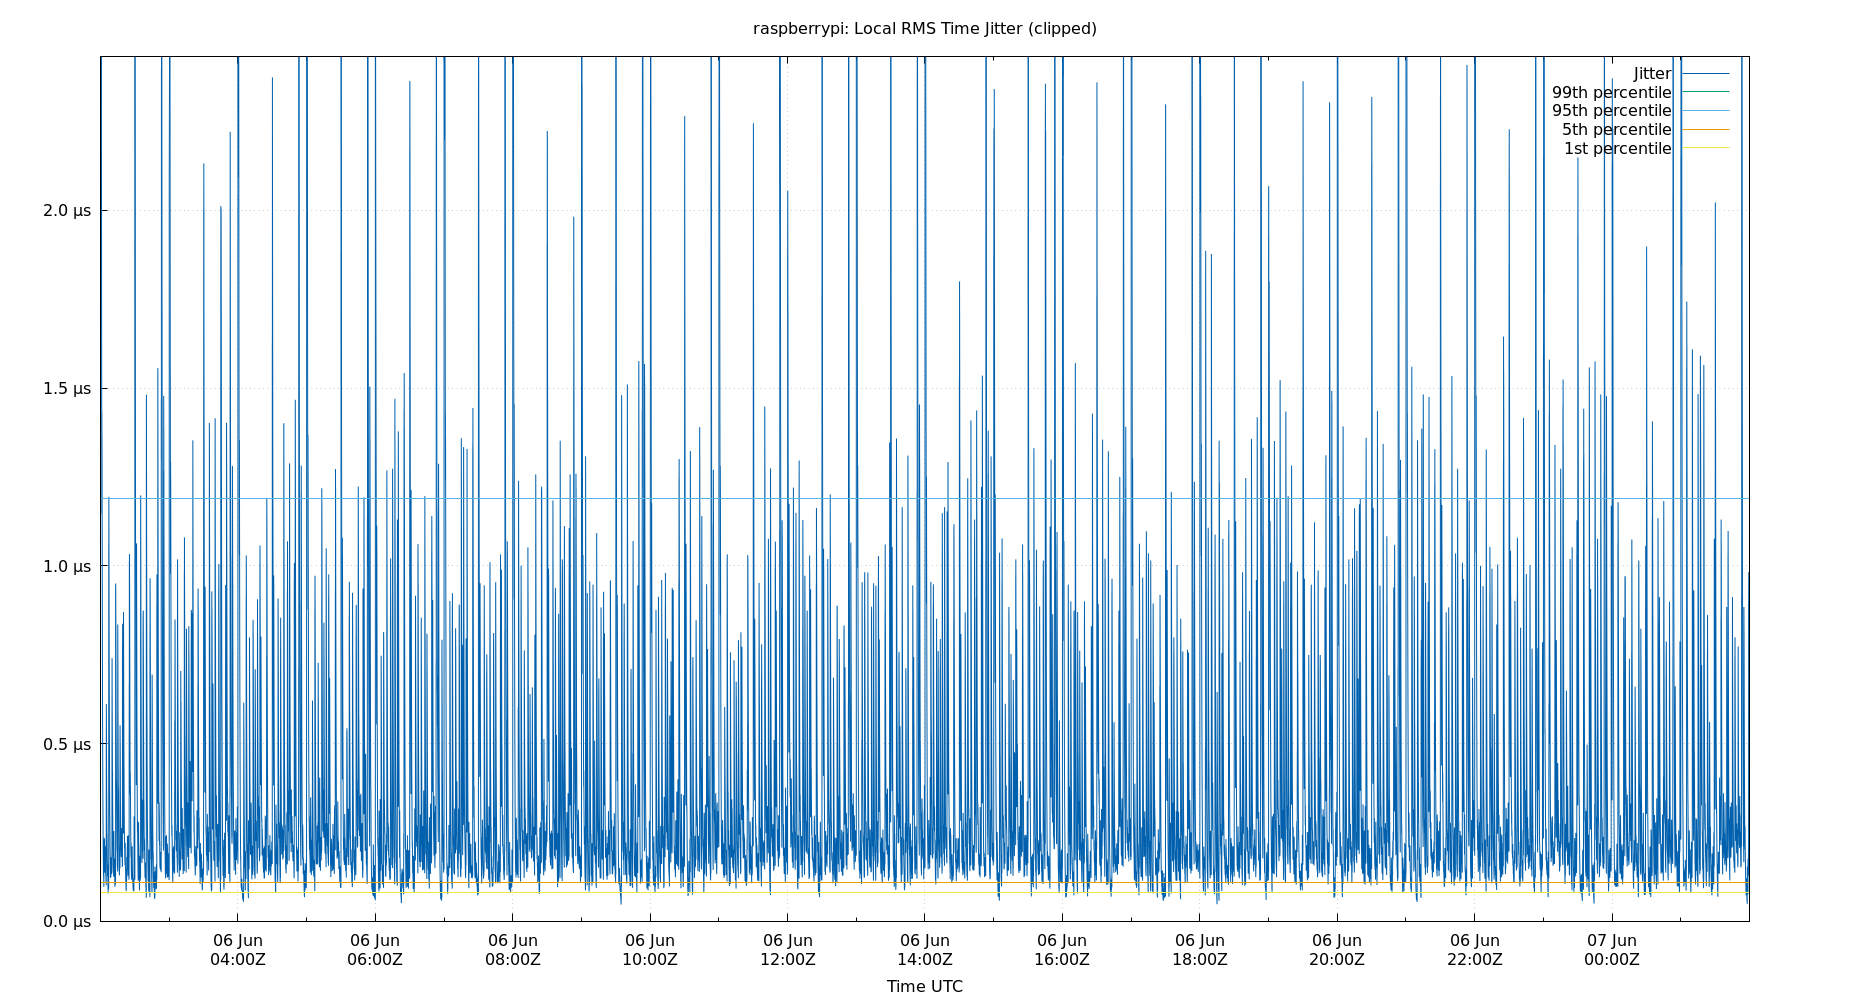 raspberrypi: Local RMS Time Jitter (clipped)
Jitter
99th percentile
95th percentile
5th percentile
1st percentile
2.0 µs
1.5 µs
1.0 µs
0.5 µs
0.0 µs
06 Jun 06 Jun 06 Jun 06 Jun 06 Jun 06 Jun 06 Jun 06 Jun 06 Jun 06 Jun 07 Jun
04:00Z 06:00Z 08:00Z 10:00Z 12:00Z 14:00Z 16:00Z 18:00Z 20:00Z 22:00Z 00:00Z
Time UTC